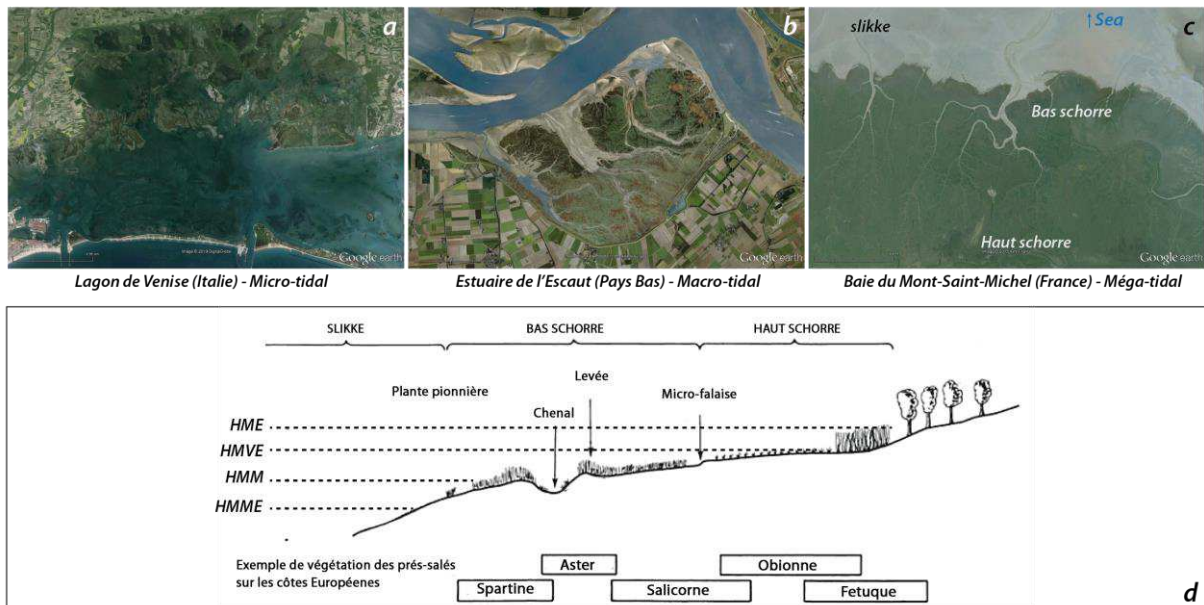 a
b
c
slikke
↑ Sea
Bas schorre
Haut schorre
Google earth
Google earth
Google earth
Lagon de Venise (Italie) - Micro-tidal
Estuaire de l'Escaut (Pays Bas) - Macro-tidal
Baie du Mont-Saint-Michel (France) - Méga-tidal
SLIKKE
BAS SCHORRE
HAUT SCHORRE
Plante pionnière
Levée
Micro-falaise
Chenal
HME
HMVE
HMM
HMME
Exemple de végétation des prés-salés
sur les côtes Européenes
Aster
Obionne
Spartine
Salicorne
Fetuque
d